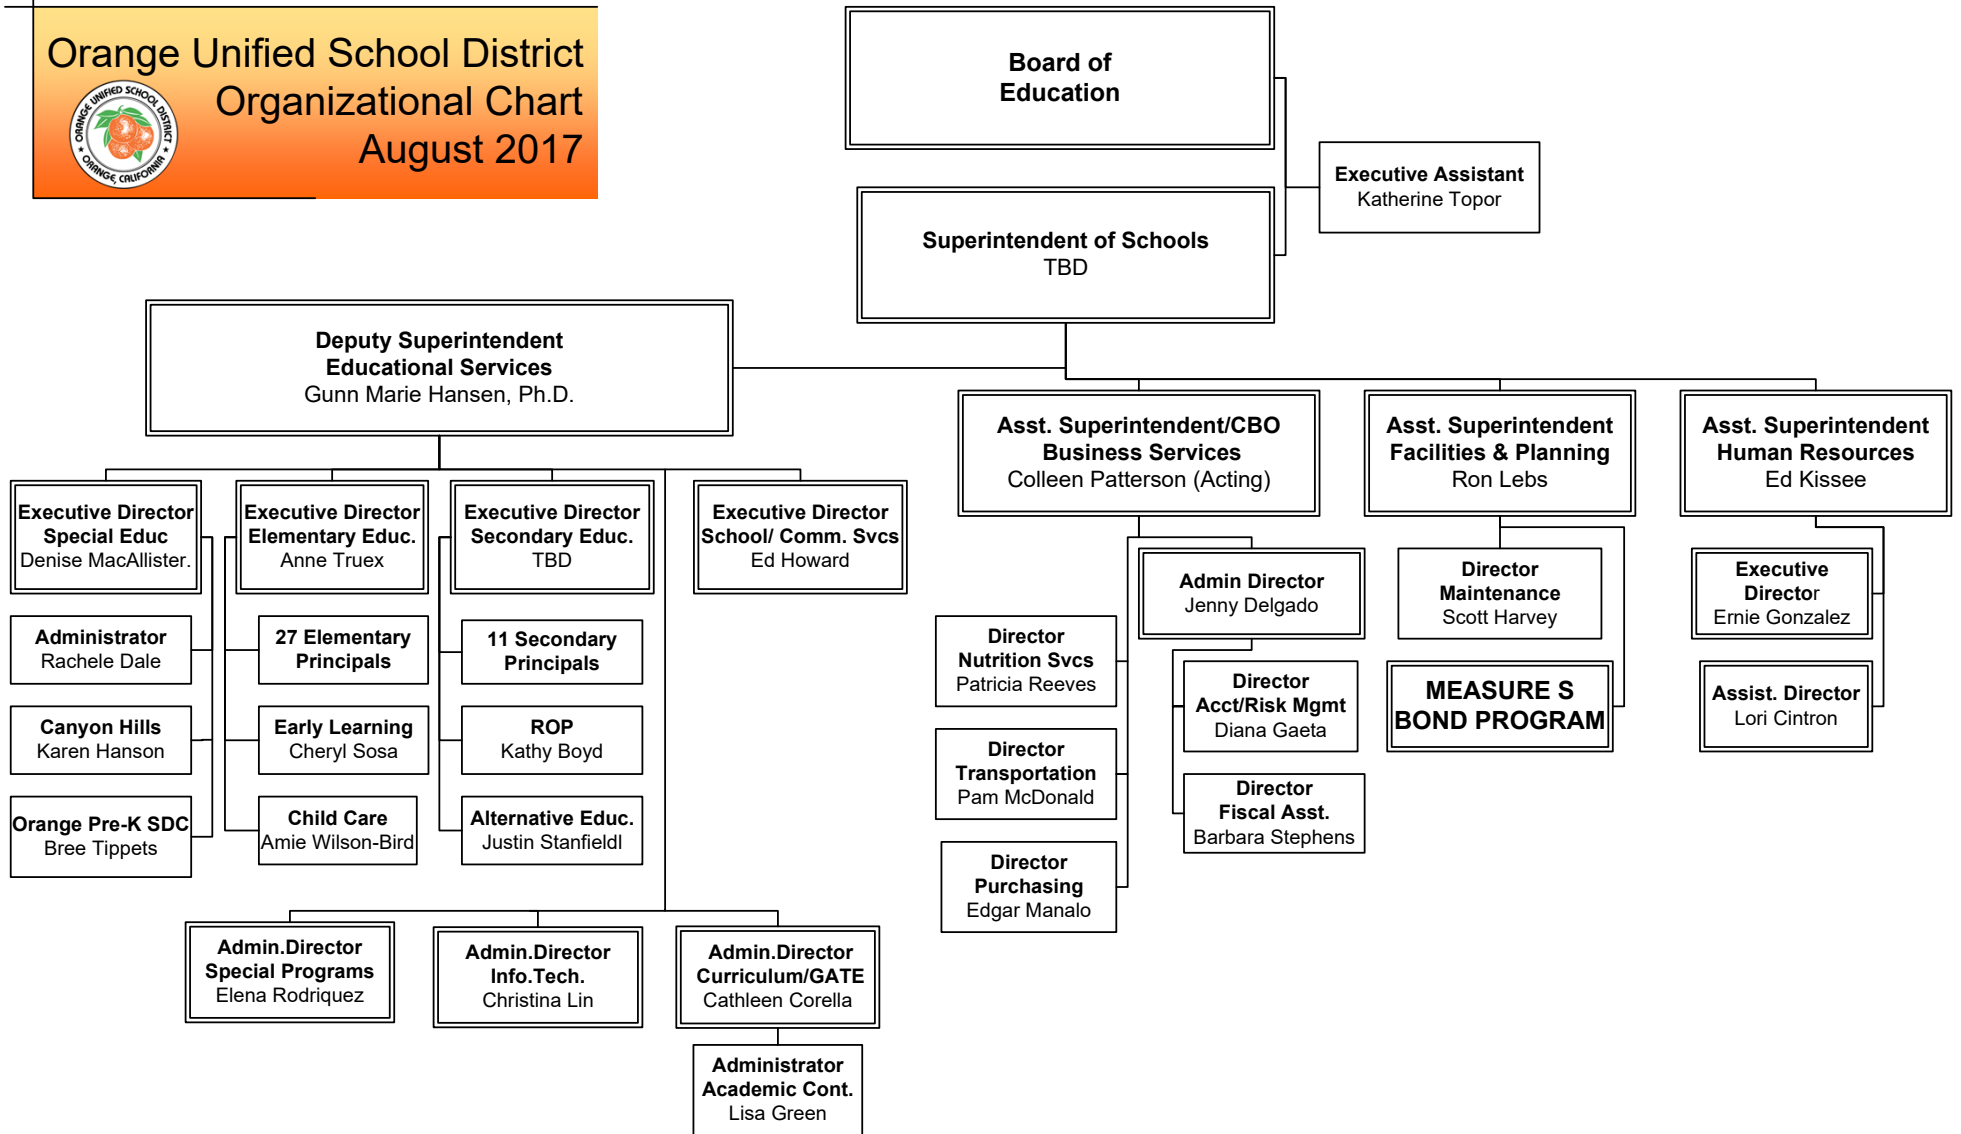 Orange Unified School District
Organizational Chart
August 2017
ORANGE UNIFIED SCHOOL DISTRICT
ORANGE, CALIFORNIA
Board of
Education
Executive Assistant
Katherine Topor
Superintendent of Schools
TBD
Deputy Superintendent
Educational Services
Gunn Marie Hansen, Ph.D.
Asst. Superintendent/CBO
Business Services
Colleen Patterson (Acting)
Asst. Superintendent
Facilities & Planning
Ron Lebs
Asst. Superintendent
Human Resources
Ed Kissee
Executive Director
Special Educ
Denise MacAllister.
Executive Director
Elementary Educ.
Anne Truex
Executive Director
Secondary Educ.
TBD
Executive Director
School/ Comm. Svcs
Ed Howard
Administrator
Rachele Dale
27 Elementary
Principals
11 Secondary
Principals
Canyon Hills
Karen Hanson
Early Learning
Cheryl Sosa
ROP
Kathy Boyd
Orange Pre-K SDC
Bree Tippets
Child Care
Amie Wilson-Bird
Alternative Educ.
Justin Stanfieldl
Admin.Director
Special Programs
Elena Rodriquez
Admin.Director
Info.Tech.
Christina Lin
Admin.Director
Curriculum/GATE
Cathleen Corella
Administrator
Academic Cont.
Lisa Green
Admin Director
Jenny Delgado
Director
Nutrition Svcs
Patricia Reeves
Director
Transportation
Pam McDonald
Director
Purchasing
Edgar Manalo
Director
Acct/Risk Mgmt
Diana Gaeta
Director
Fiscal Asst.
Barbara Stephens
Director
Maintenance
Scott Harvey
MEASURE S
BOND PROGRAM
Executive
Director
Ernie Gonzalez
Assist. Director
Lori Cintron